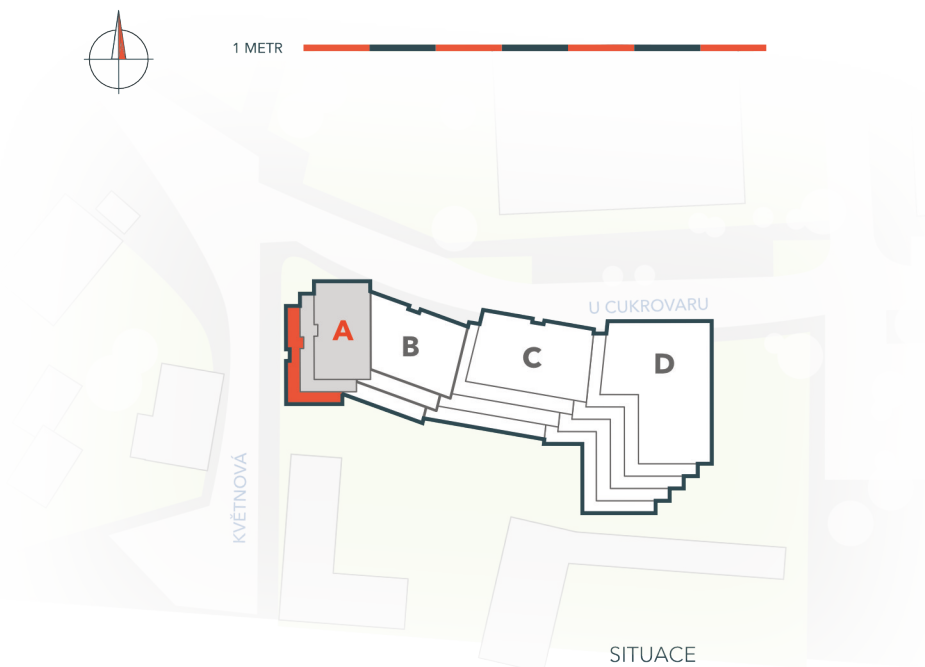 1 METR
U CUKROVARU
A
B
C
D
KVĚTNOVÁ
SITUACE